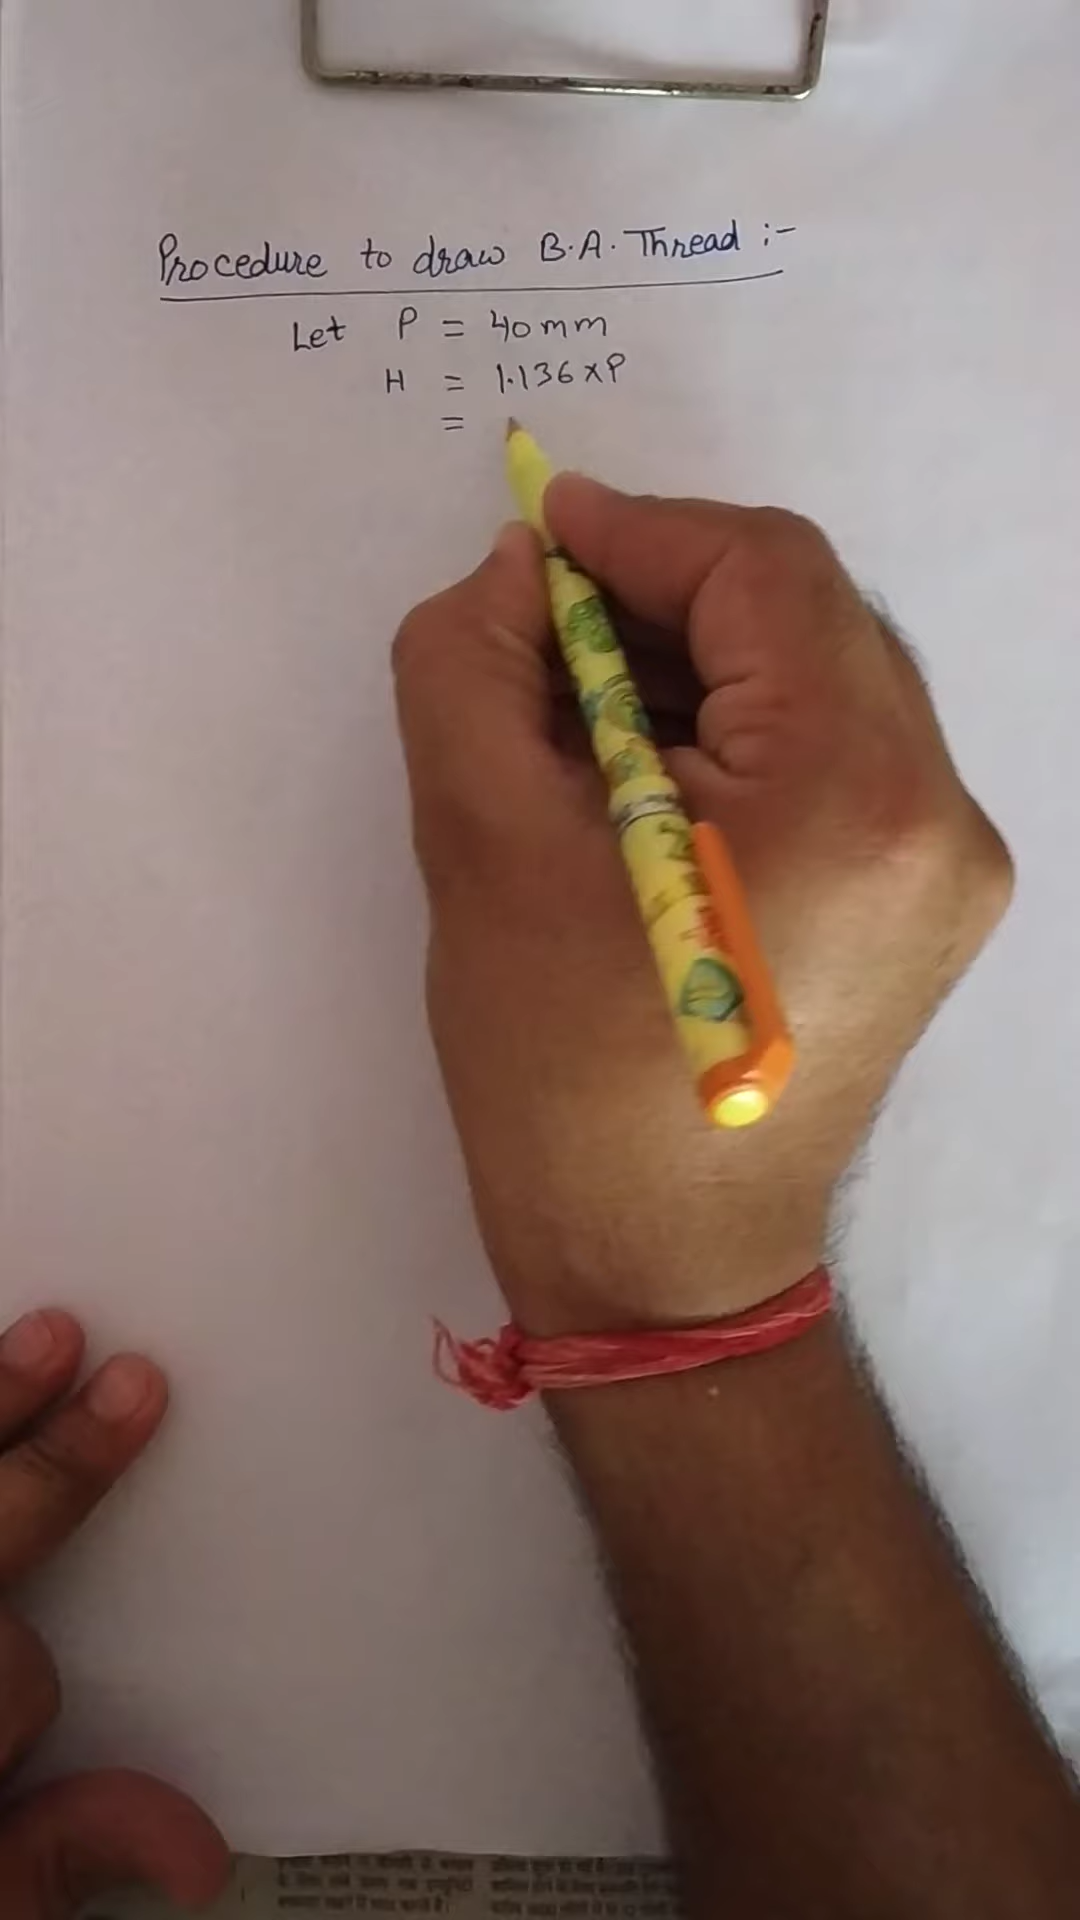 Procedure to draw B.A. Thread :-
Let P = 40mm
H = 1.136 x P
=